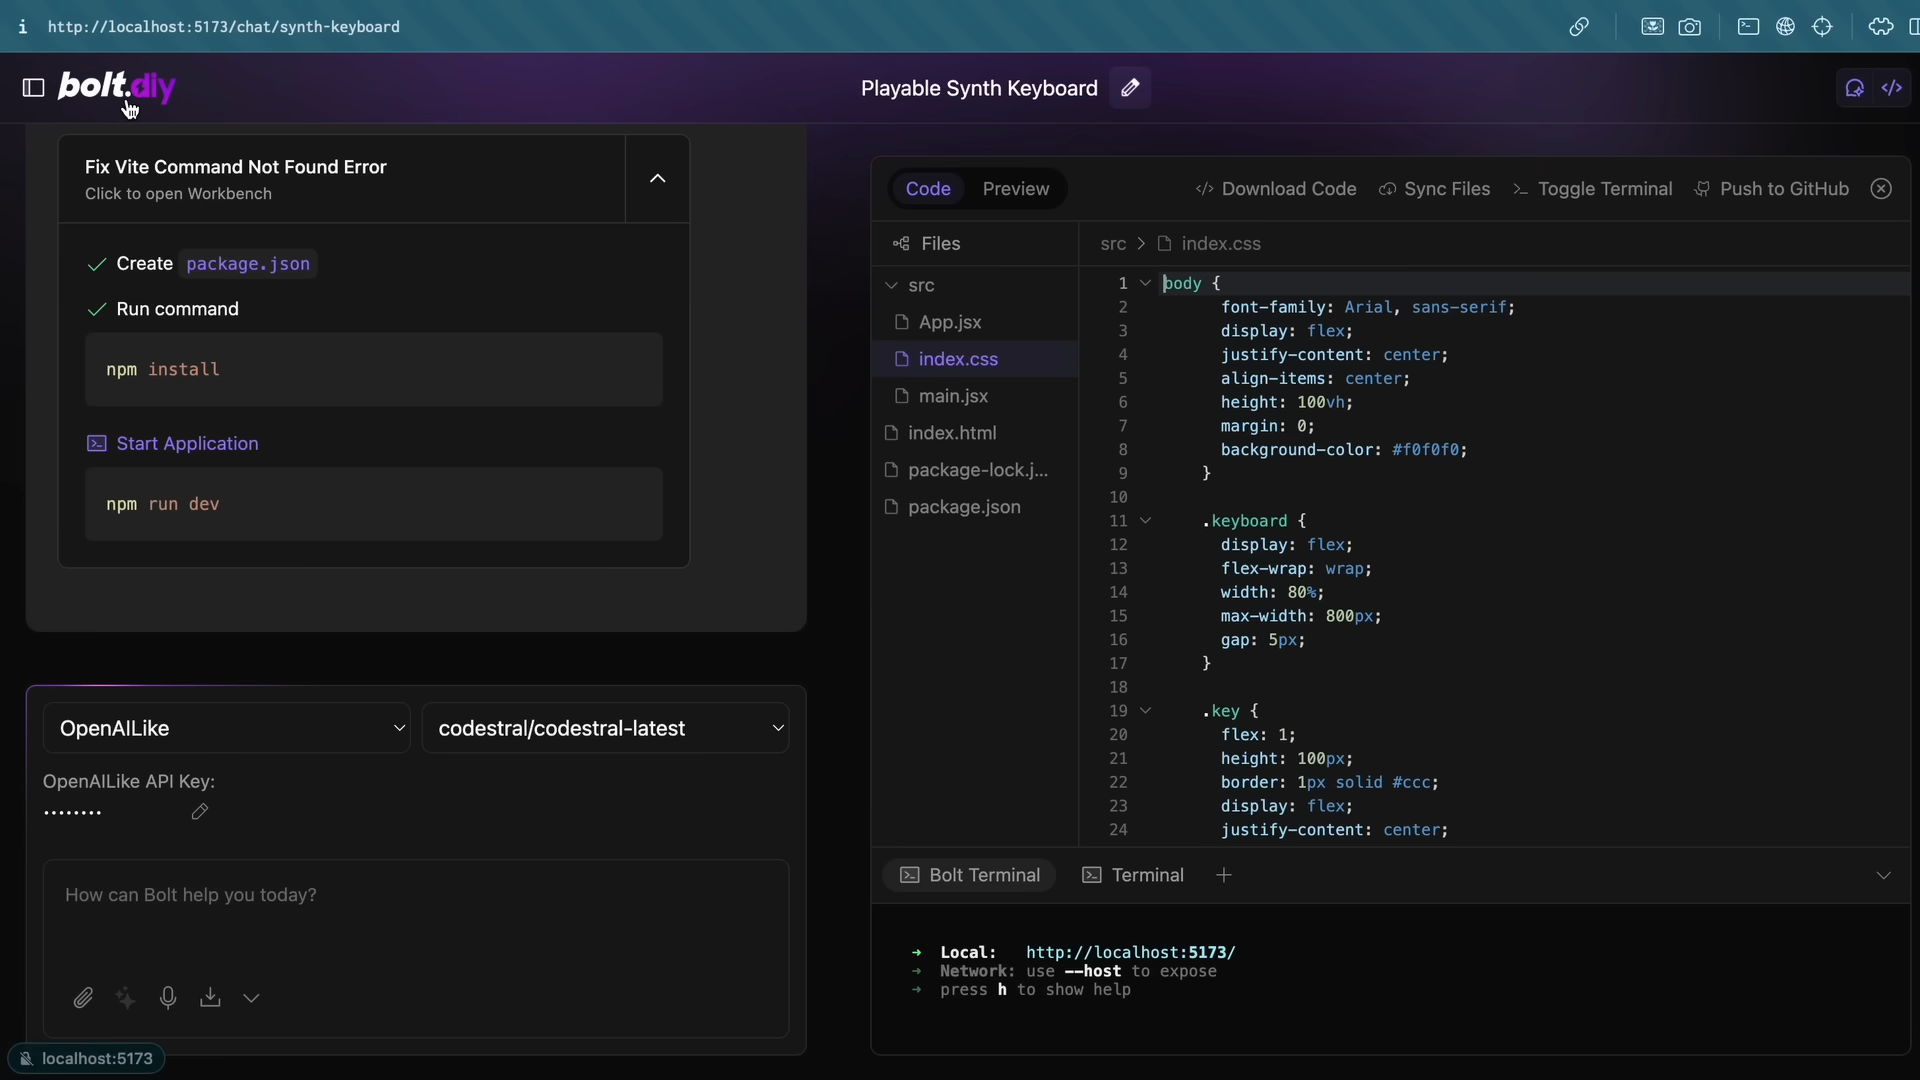 http://localhost:5173/chat/synth-keyboard
bolt.diy
Playable Synth Keyboard
Fix Vite Command Not Found Error
Click to open Workbench
Create package.json
Run command
npm install
Start Application
npm run dev
OpenAILike
codestral/codestral-latest
OpenAILike API Key:
••••••••
How can Bolt help you today?
localhost:5173
Code
Preview
Download Code
Sync Files
Toggle Terminal
Push to GitHub
Files
src
App.jsx
index.css
main.jsx
index.html
package-lock.j...
package.json
src > index.css
1 body {
2 font-family: Arial, sans-serif;
3 display: flex;
4 justify-content: center;
5 align-items: center;
6 height: 100vh;
7 margin: 0;
8 background-color: #f0f0f0;
9 }
10
11 .keyboard {
12 display: flex;
13 flex-wrap: wrap;
14 width: 80%;
15 max-width: 800px;
16 gap: 5px;
17 }
18
19 .key {
20 flex: 1;
21 height: 100px;
22 border: 1px solid #ccc;
23 display: flex;
24 justify-content: center;
Bolt Terminal
Terminal
➜ Local: http://localhost:5173/
➜ Network: use --host to expose
➜ press h to show help